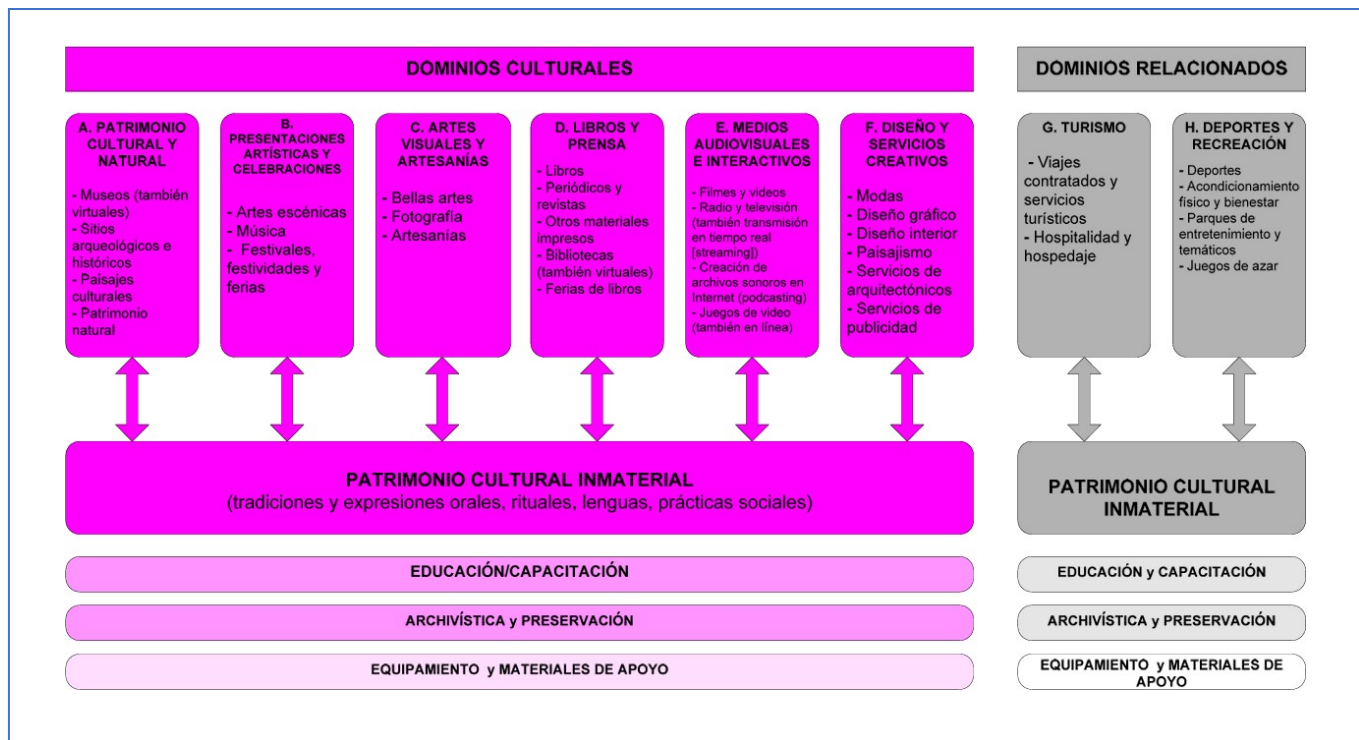 DOMINIOS CULTURALES
DOMINIOS RELACIONADOS
A. PATRIMONIO
CULTURAL Y
NATURAL
- Museos (también
virtuales)
- Sitios
arqueológicos e
históricos
- Paisajes
culturales
- Patrimonio
natural
B.
PRESENTACIONES
ARTÍSTICAS Y
CELEBRACIONES
- Artes escénicas
- Música
- Festivales,
festividades y
ferias
C. ARTES
VISUALES Y
ARTESANÍAS
- Bellas artes
- Fotografía
- Artesanías
D. LIBROS Y
PRENSA
- Libros
- Periódicos y
revistas
- Otros materiales
impresos
- Bibliotecas
(también virtuales)
- Ferias de libros
E. MEDIOS
AUDIOVISUALES
E INTERACTIVOS
- Filmes y videos
- Radio y televisión
(también transmisión
en tiempo real
[streaming])
- Creación de
archivos sonoros en
Internet (podcasting)
- Juegos de video
(también en línea)
F. DISEÑO Y
SERVICIOS
CREATIVOS
- Modas
- Diseño gráfico
- Diseño interior
- Paisajismo
- Servicios de
arquitectónicos
- Servicios de
publicidad
G. TURISMO
- Viajes
contratados y
servicios
turísticos
- Hospitalidad y
hospedaje
H. DEPORTES Y
RECREACIÓN
- Deportes
- Acondicionamiento
físico y bienestar
- Parques de
entretenimiento y
temáticos
- Juegos de azar
PATRIMONIO CULTURAL INMATERIAL
(tradiciones y expresiones orales, rituales, lenguas, prácticas sociales)
PATRIMONIO CULTURAL
INMATERIAL
EDUCACIÓN/CAPACITACIÓN
EDUCACIÓN y CAPACITACIÓN
ARCHIVÍSTICA y PRESERVACIÓN
ARCHIVÍSTICA y PRESERVACIÓN
EQUIPAMIENTO y MATERIALES DE APOYO
EQUIPAMIENTO y MATERIALES DE
APOYO